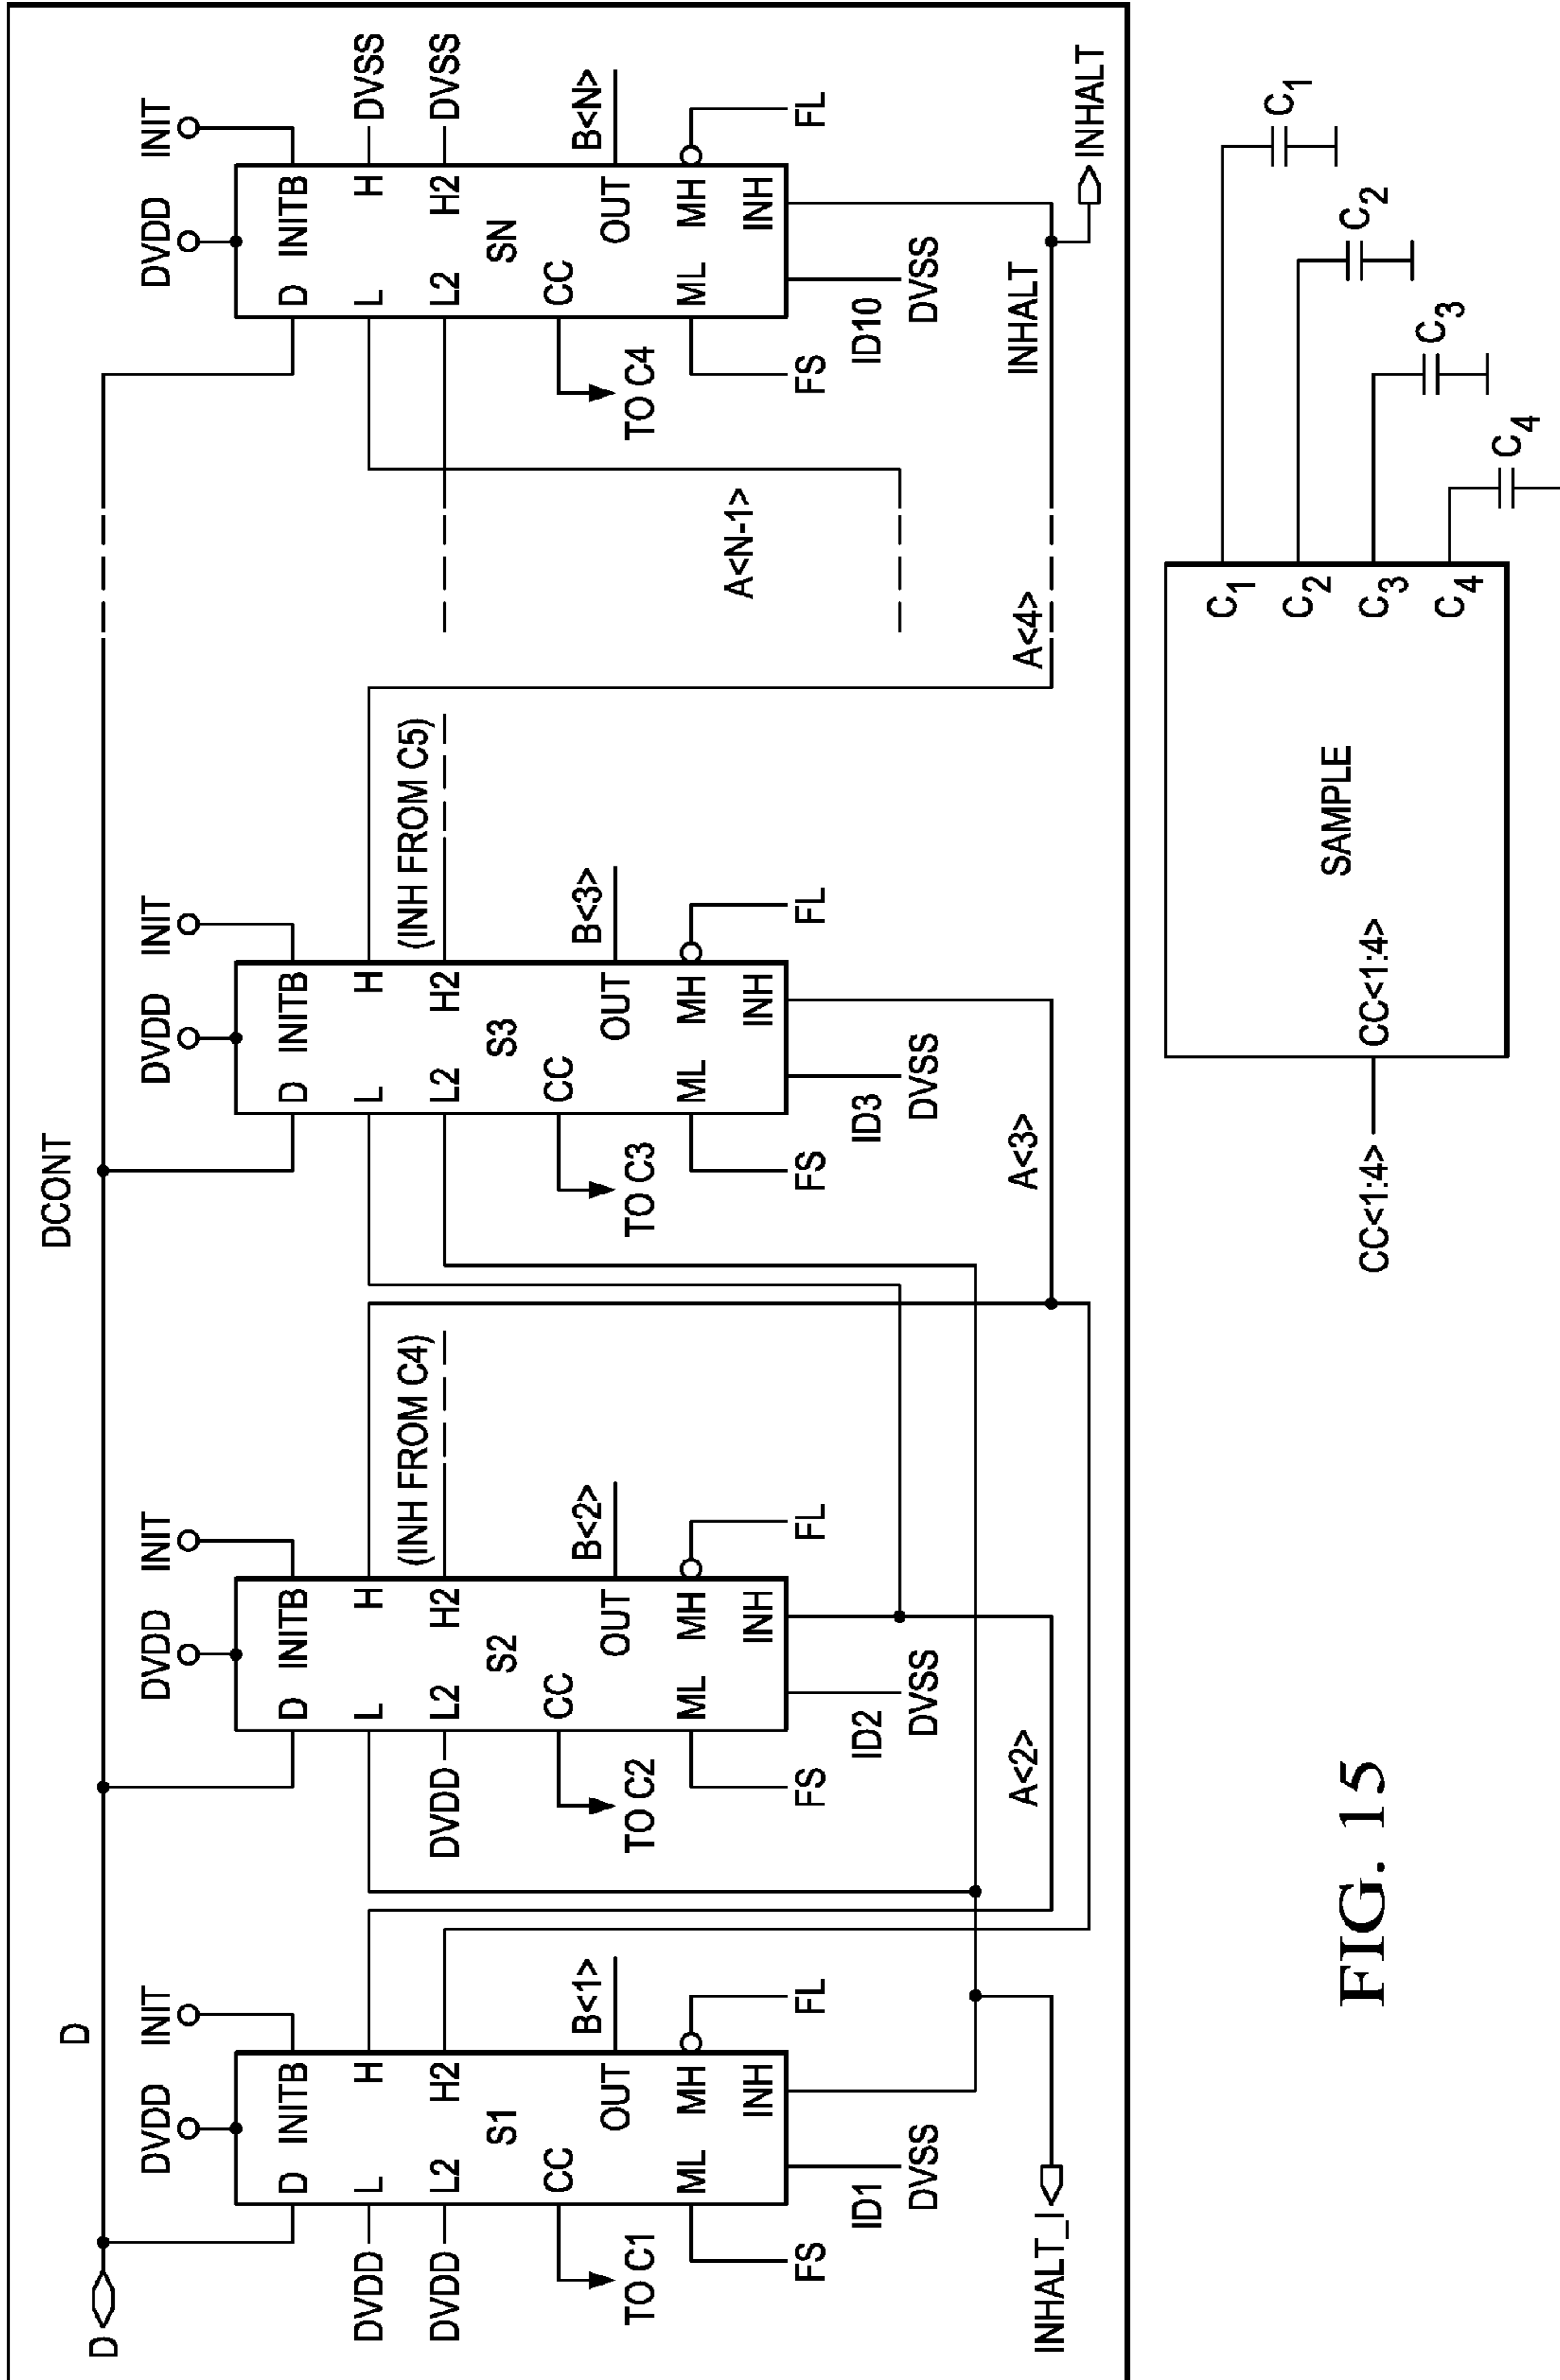 D
D
DCONT
DVDD
INIT
D
INITB
DVDD
L
H
DVDD
L2
H2
S1
CC
OUT
B<1>
TO C1
ML
MH
FS
FL
INH
ID1
DVSS
INHALT_I
DVDD
INIT
D
INITB
L
H
DVDD
L2
H2
(INH FROM C4)
S2
CC
OUT
B<2>
TO C2
ML
MH
FS
FL
INH
ID2
DVSS
A<2>
DVDD
INIT
D
INITB
L
H
L2
H2
(INH FROM C5)
S3
CC
OUT
B<3>
TO C3
ML
MH
FS
FL
INH
ID3
DVSS
A<3>
A<4>
A<N-1>
DVDD
INIT
D
INITB
L
H
DVSS
L2
H2
DVSS
SN
CC
OUT
B<N>
TO C4
ML
MH
FS
FL
INH
ID10
DVSS
INHALT
INHALT
CC<1:4>
CC<1:4>
SAMPLE
C1
C2
C3
C4
C1
C2
C3
C4
FIG. 15